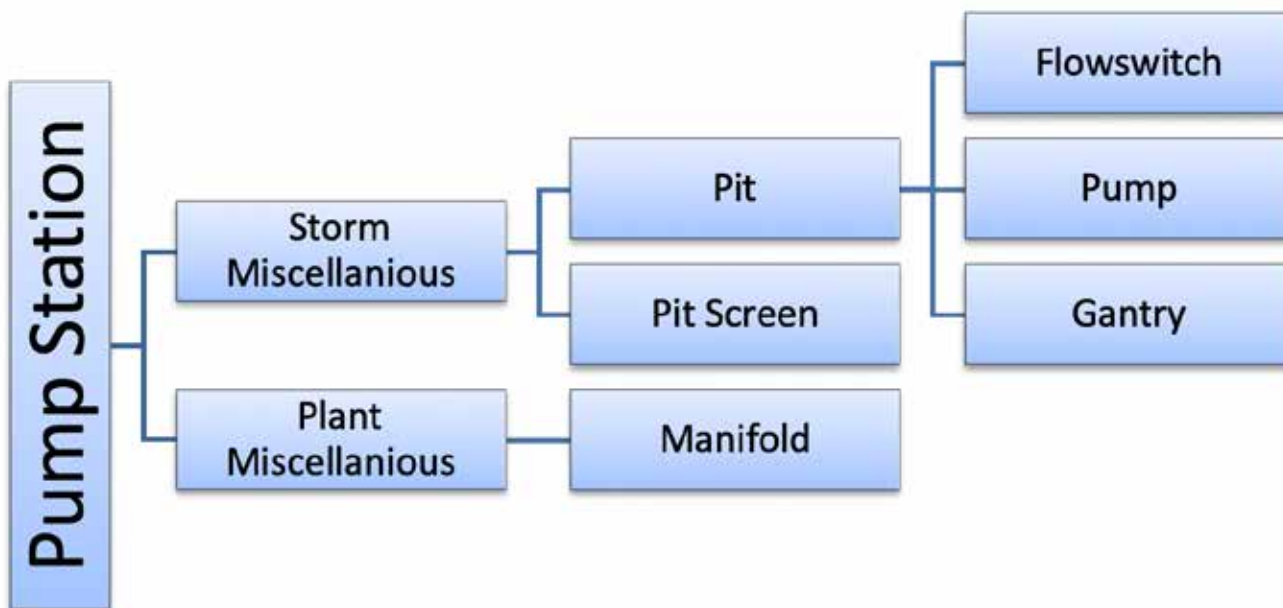 Pump Station
Storm
Miscellanious
Plant
Miscellanious
Pit
Pit Screen
Manifold
Flowswitch
Pump
Gantry